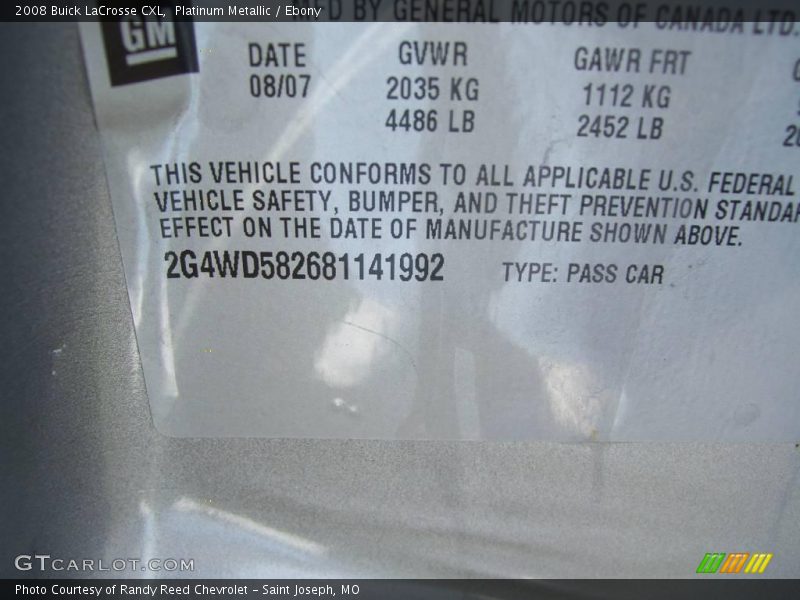 2008 Buick LaCrosse CXL, Platinum Metallic / Ebony
BY GENERAL MOTORS OF CANADA LTD.
GM
DATE GVWR GAWR FRT
08/07 2035 KG 1112 KG
4486 LB 2452 LB
THIS VEHICLE CONFORMS TO ALL APPLICABLE U.S. FEDERAL
VEHICLE SAFETY, BUMPER, AND THEFT PREVENTION
EFFECT ON THE DATE OF MANUFACTURE SHOWN ABOVE.
2G4WD582681141992 TYPE: PASS CAR
GTCARLOT.COM
Photo Courtesy of Randy Reed Chevrolet – Saint Joseph, MO